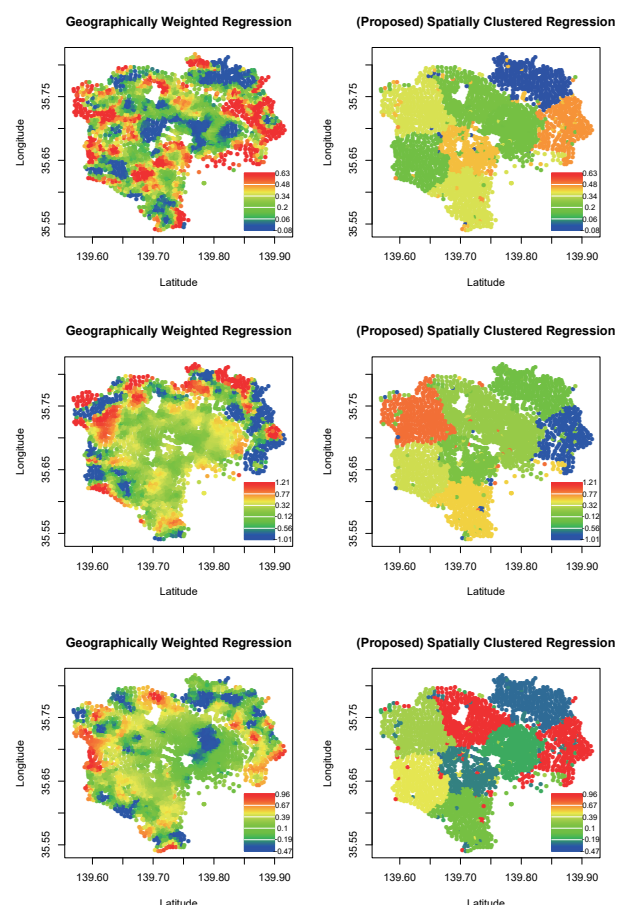 Geographically Weighted Regression
(Proposed) Spatially Clustered Regression
Longitude
35.55 35.65 35.75
0.63
0.48
0.34
0.2
0.06
-0.08
139.60 139.70 139.80 139.90
Latitude
Longitude
35.55 35.65 35.75
0.63
0.48
0.34
0.2
0.06
-0.08
139.60 139.70 139.80 139.90
Latitude
Geographically Weighted Regression
(Proposed) Spatially Clustered Regression
Longitude
35.55 35.65 35.75
1.21
0.77
0.32
-0.12
-0.56
-1.01
139.60 139.70 139.80 139.90
Latitude
Longitude
35.55 35.65 35.75
1.21
0.77
0.32
-0.12
-0.56
-1.01
139.60 139.70 139.80 139.90
Latitude
Geographically Weighted Regression
(Proposed) Spatially Clustered Regression
Longitude
35.55 35.65 35.75
0.96
0.67
0.39
0.1
-0.19
-0.47
139.60 139.70 139.80 139.90
Latitude
Longitude
35.55 35.65 35.75
0.96
0.67
0.39
0.1
-0.19
-0.47
139.60 139.70 139.80 139.90
Latitude